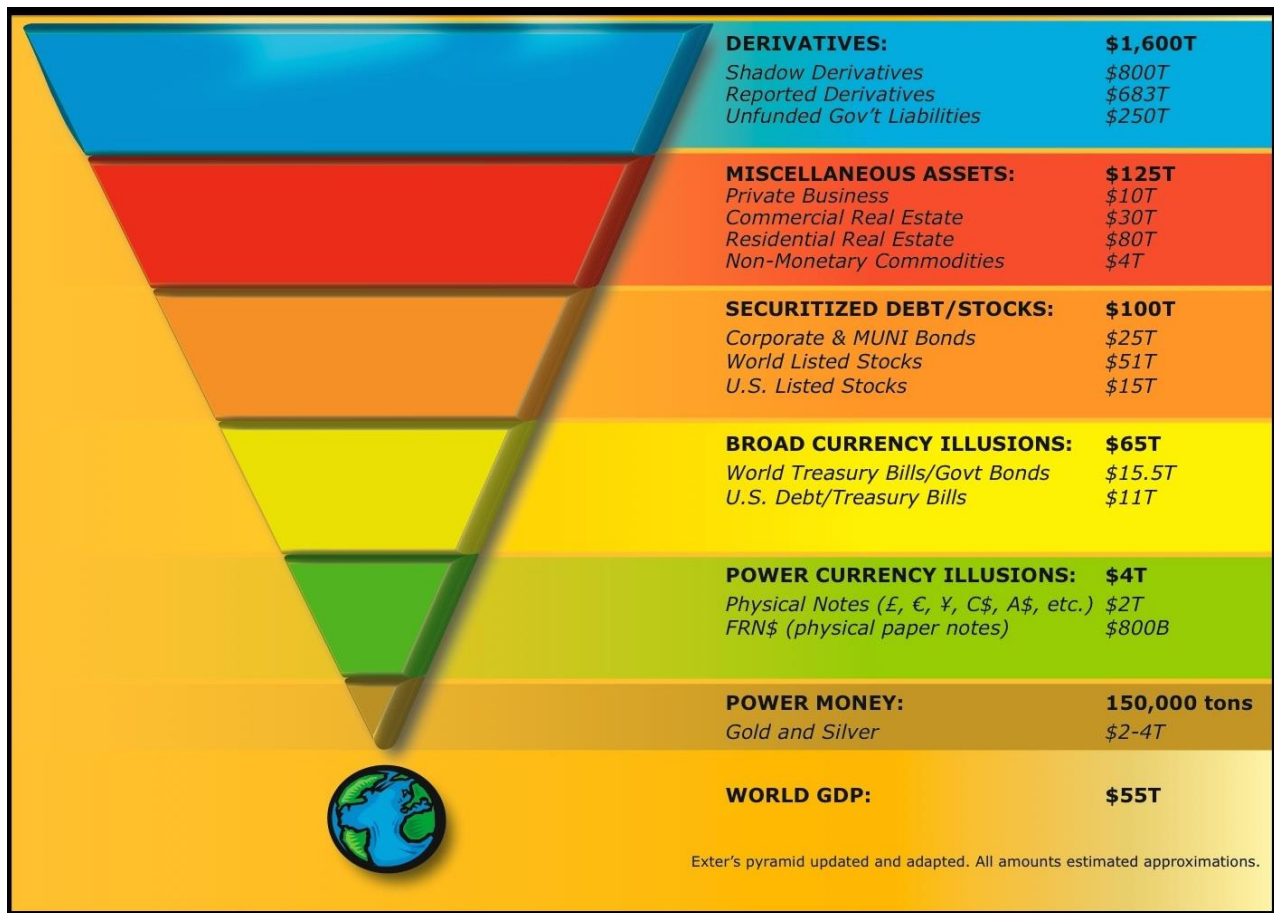 DERIVATIVES: $1,600T
Shadow Derivatives $800T
Reported Derivatives $683T
Unfunded Gov't Liabilities $250T
MISCELLANEOUS ASSETS: $125T
Private Business $10T
Commercial Real Estate $30T
Residential Real Estate $80T
Non-Monetary Commodities $4T
SECURITIZED DEBT/STOCKS: $100T
Corporate & MUNI Bonds $25T
World Listed Stocks $51T
U.S. Listed Stocks $15T
BROAD CURRENCY ILLUSIONS: $65T
World Treasury Bills/Govt Bonds $15.5T
U.S. Debt/Treasury Bills $11T
POWER CURRENCY ILLUSIONS: $4T
Physical Notes (£, €, ¥, C$, A$, etc.) $2T
FRN$ (physical paper notes) $800B
POWER MONEY: 150,000 tons
Gold and Silver $2-4T
WORLD GDP: $55T
Exter's pyramid updated and adapted. All amounts estimated approximations.